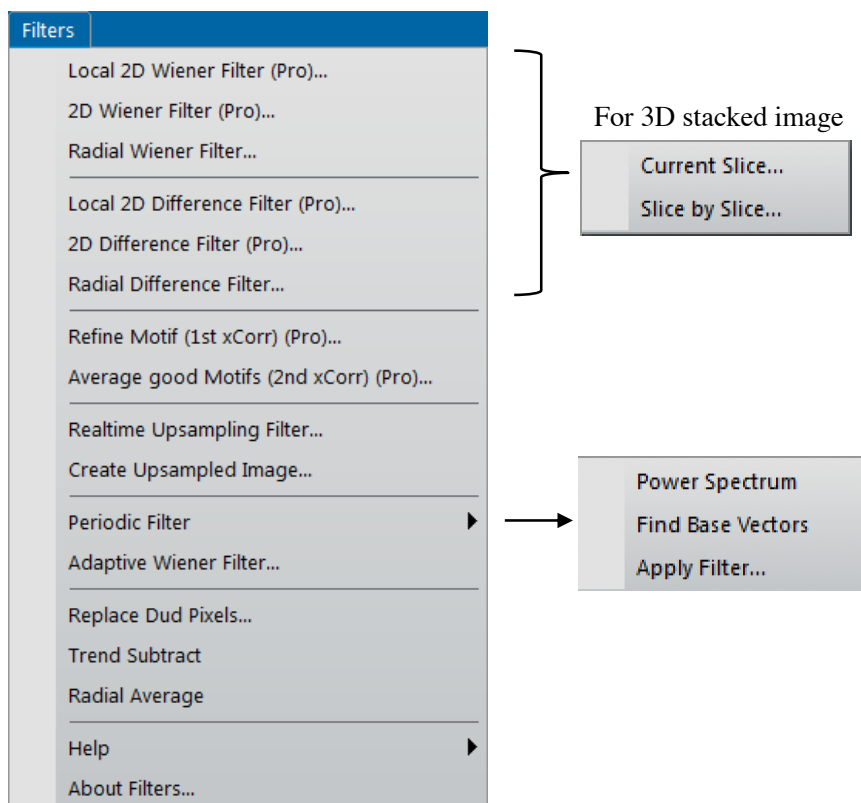 Filters
Local 2D Wiener Filter (Pro)...
2D Wiener Filter (Pro)...
Radial Wiener Filter...
Local 2D Difference Filter (Pro)...
2D Difference Filter (Pro)...
Radial Difference Filter...
Refine Motif (1st xCorr) (Pro)...
Average good Motifs (2nd xCorr) (Pro)...
Realtime Upsampling Filter...
Create Upsampled Image...
Periodic Filter
Adaptive Wiener Filter...
Replace Dud Pixels...
Trend Subtract
Radial Average
Help
About Filters...
For 3D stacked image
Current Slice...
Slice by Slice...
Power Spectrum
Find Base Vectors
Apply Filter...